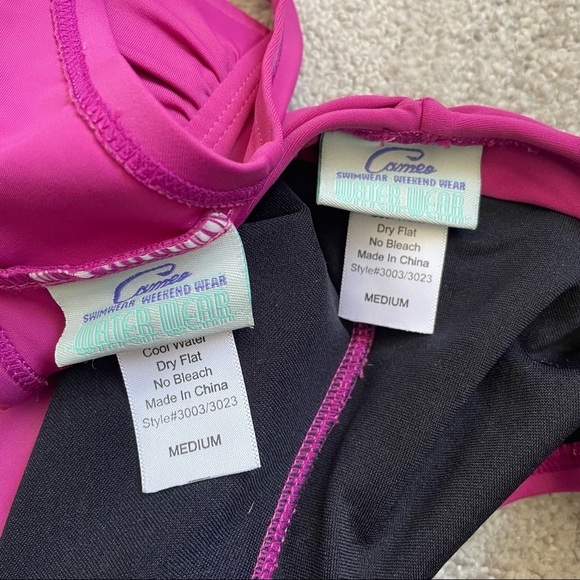 Cameo
SWIMWEAR WEEKEND WEAR
WATER WEAR
Cool Water
Dry Flat
No Bleach
Made In China
Style#3003/3023
MEDIUM
Cameo
SWIMWEAR WEEKEND WEAR
WATER WEAR
Dry Flat
No Bleach
Made In China
Style#3003/3023
MEDIUM